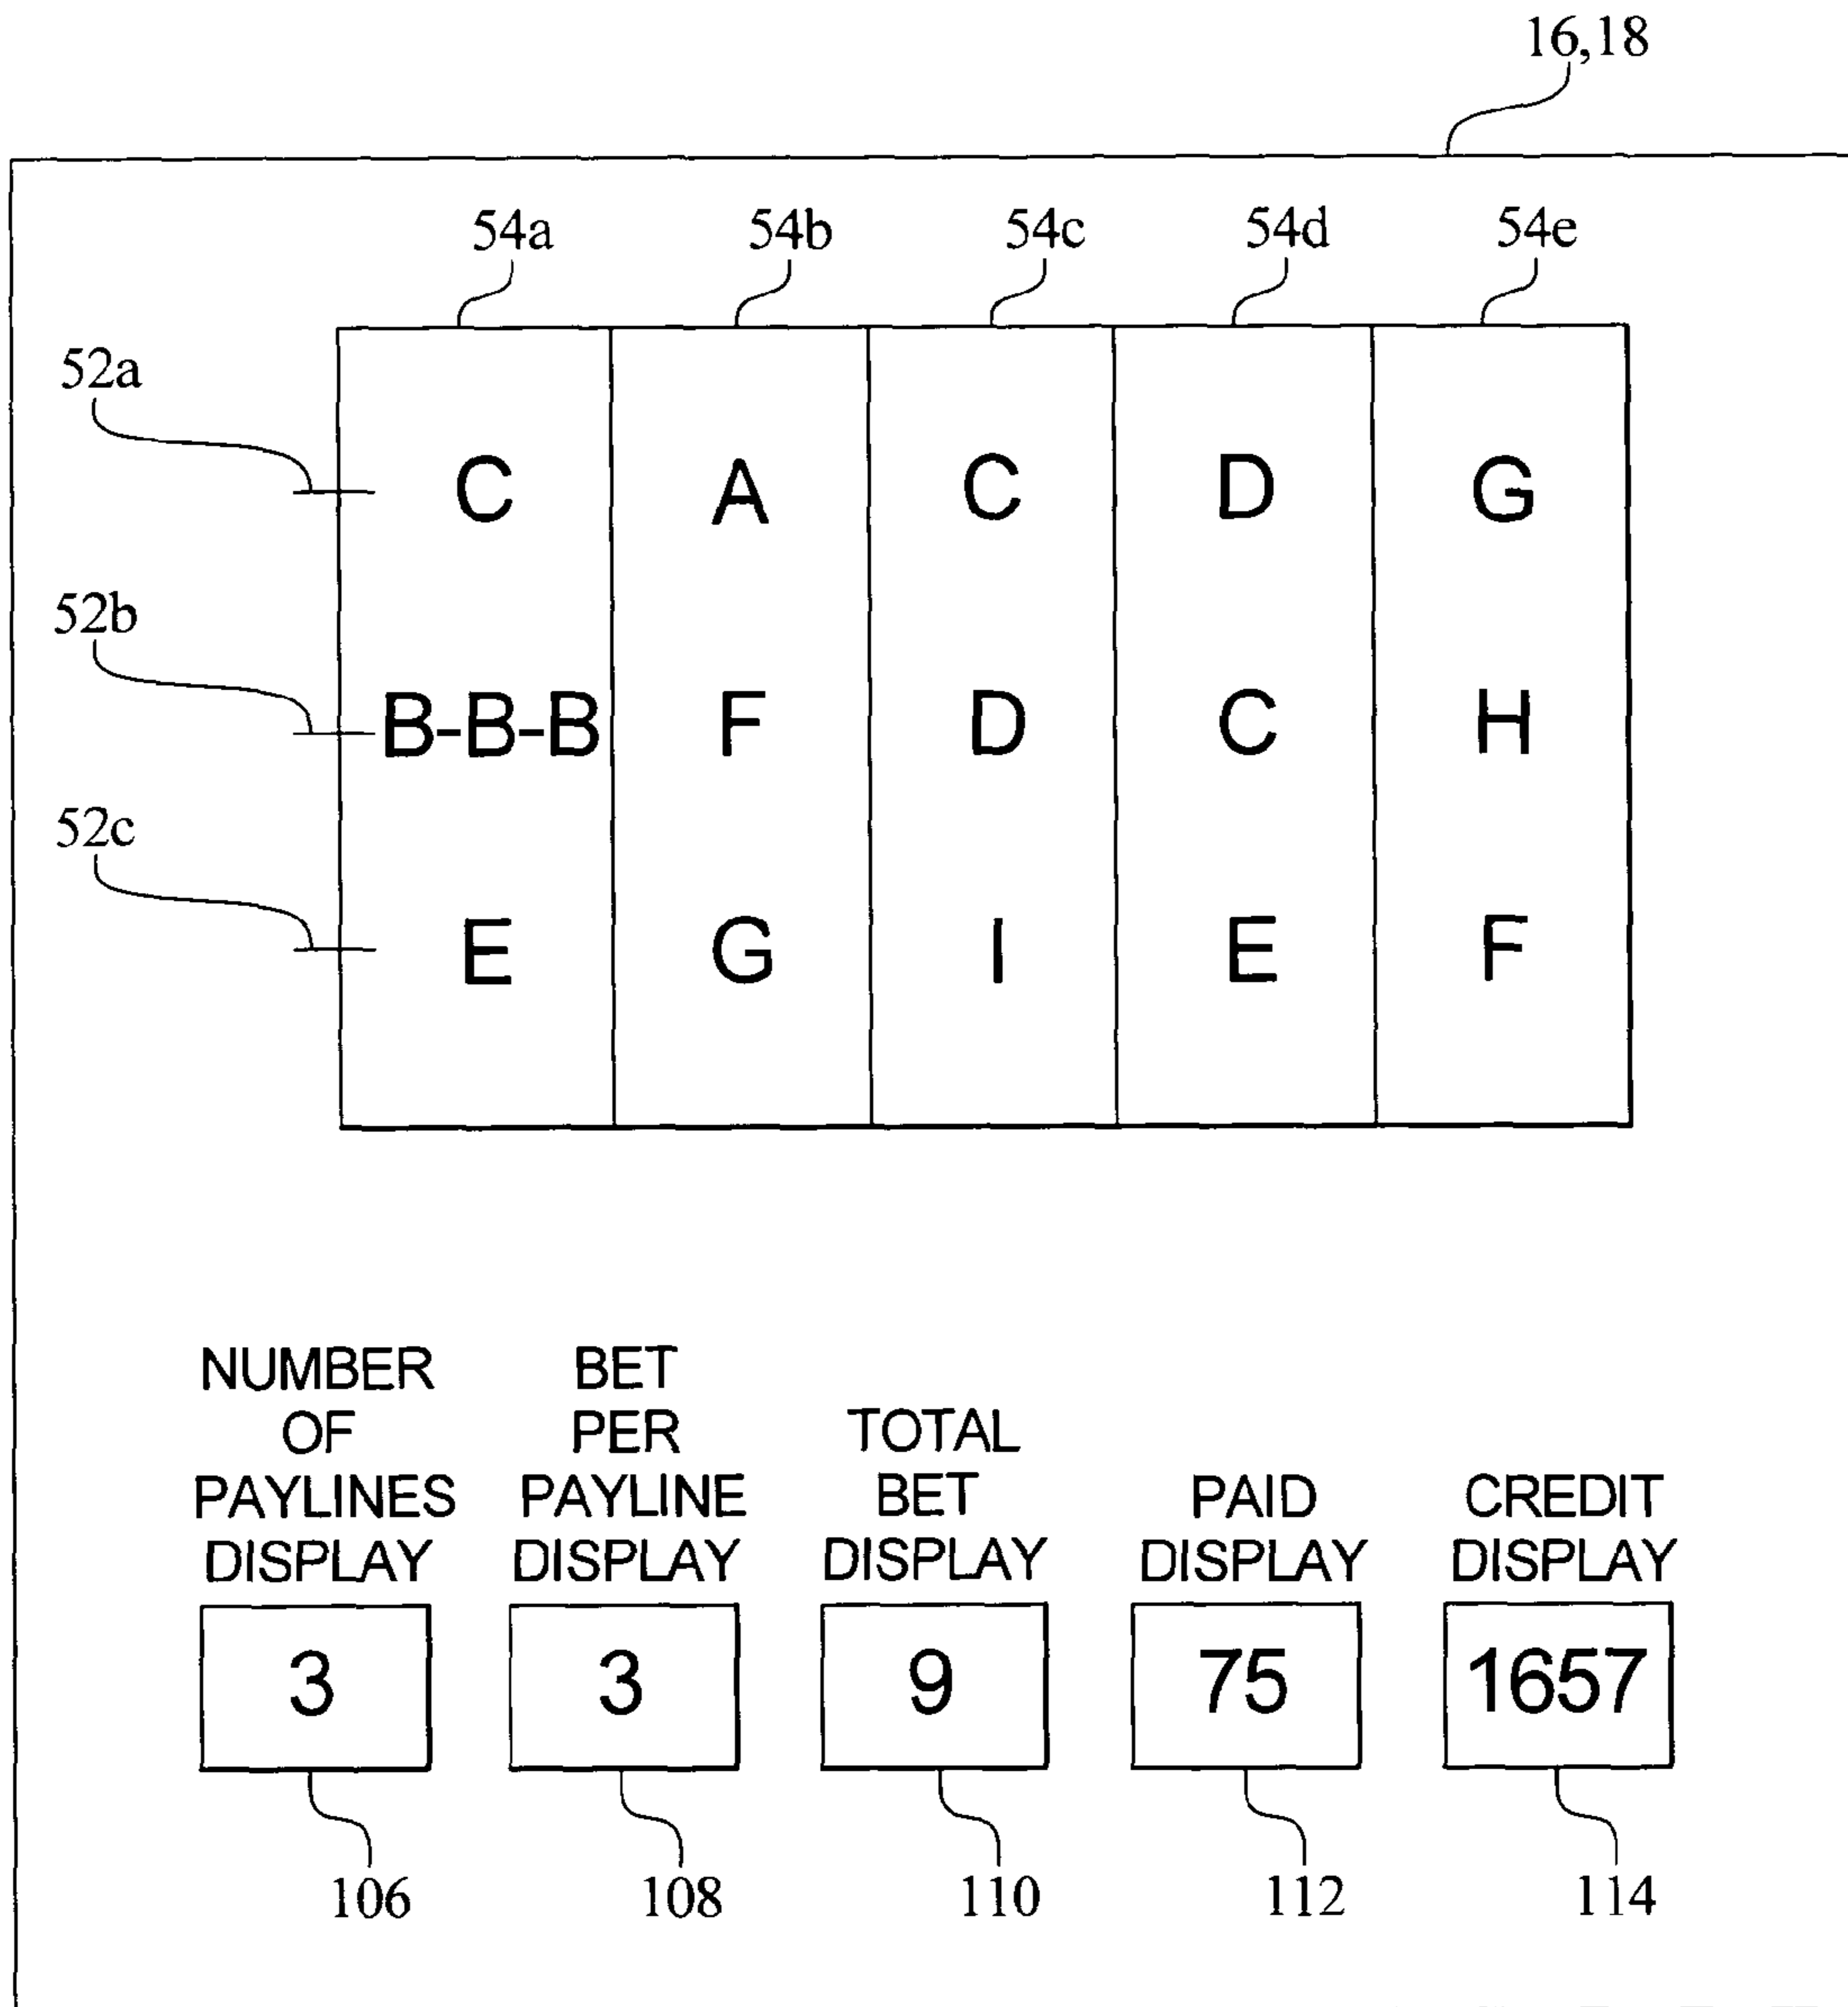 16,18
54a 54b 54c 54d 54e
52a
C A C D G
52b
B-B-B F D C H
52c
E G I E F
NUMBER OF PAYLINES DISPLAY
BET PER PAYLINE DISPLAY
TOTAL BET DISPLAY
PAID DISPLAY
CREDIT DISPLAY
3 3 9 75 1657
106 108 110 112 114